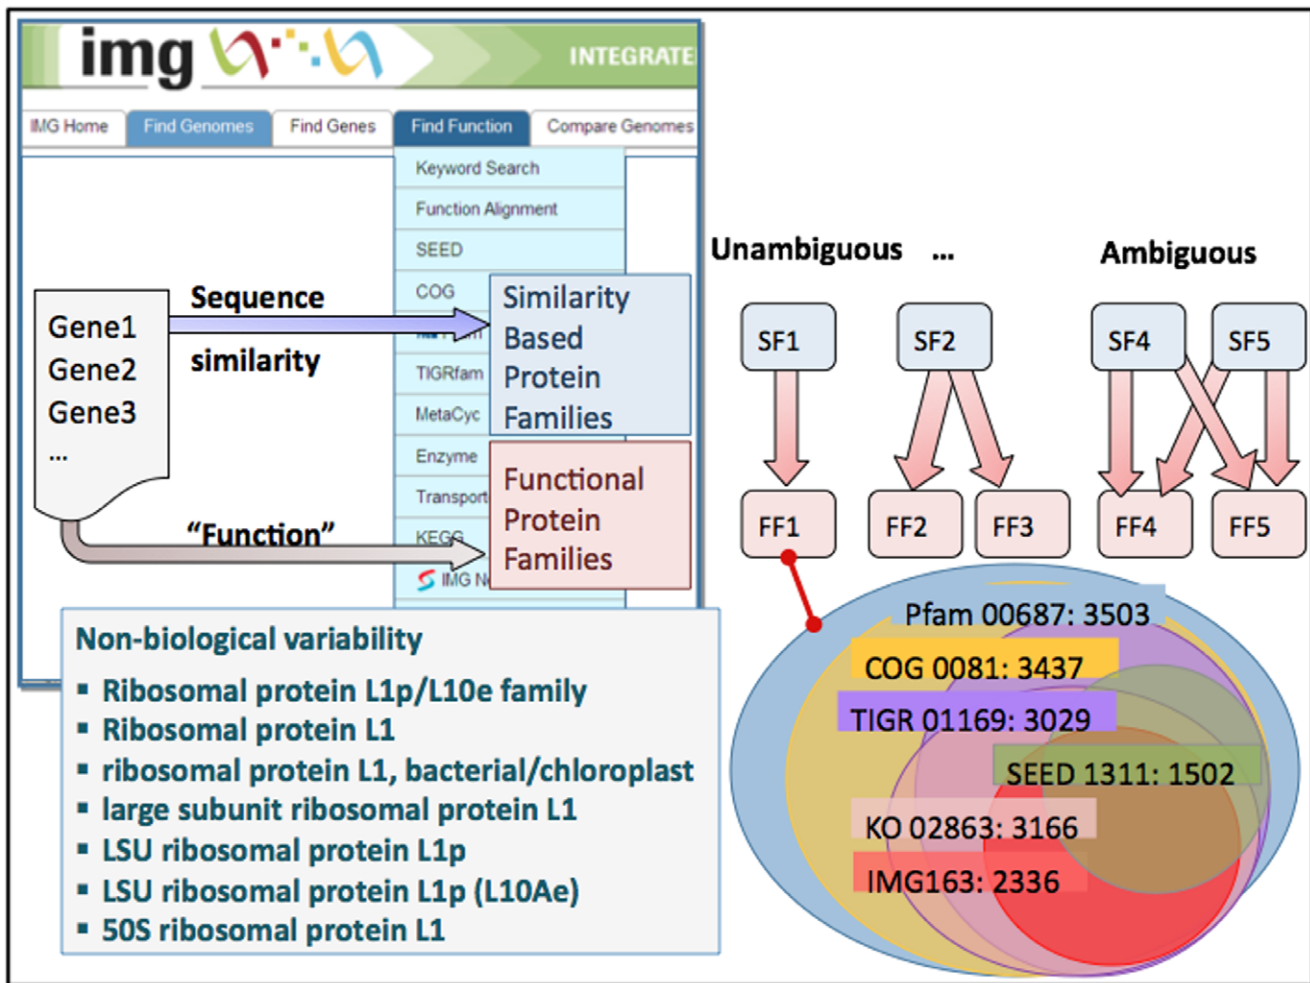 img
INTEGRATE
IMG Home
Find Genomes
Find Genes
Find Function
Compare Genomes
Keyword Search
Function Alignment
SEED
COG
TIGRfam
MetaCyc
Enzyme
Transport
KEGG
IMG N
Gene1
Gene2
Gene3
...
Sequence
similarity
"Function"
Similarity
Based
Protein
Families
Functional
Protein
Families
Unambiguous ...
Ambiguous
SF1
SF2
SF4
SF5
FF1
FF2
FF3
FF4
FF5
Non-biological variability
▪ Ribosomal protein L1p/L10e family
▪ Ribosomal protein L1
▪ ribosomal protein L1, bacterial/chloroplast
▪ large subunit ribosomal protein L1
▪ LSU ribosomal protein L1p
▪ LSU ribosomal protein L1p (L10Ae)
▪ 50S ribosomal protein L1
Pfam 00687: 3503
COG 0081: 3437
TIGR 01169: 3029
SEED 1311: 1502
KO 02863: 3166
IMG163: 2336